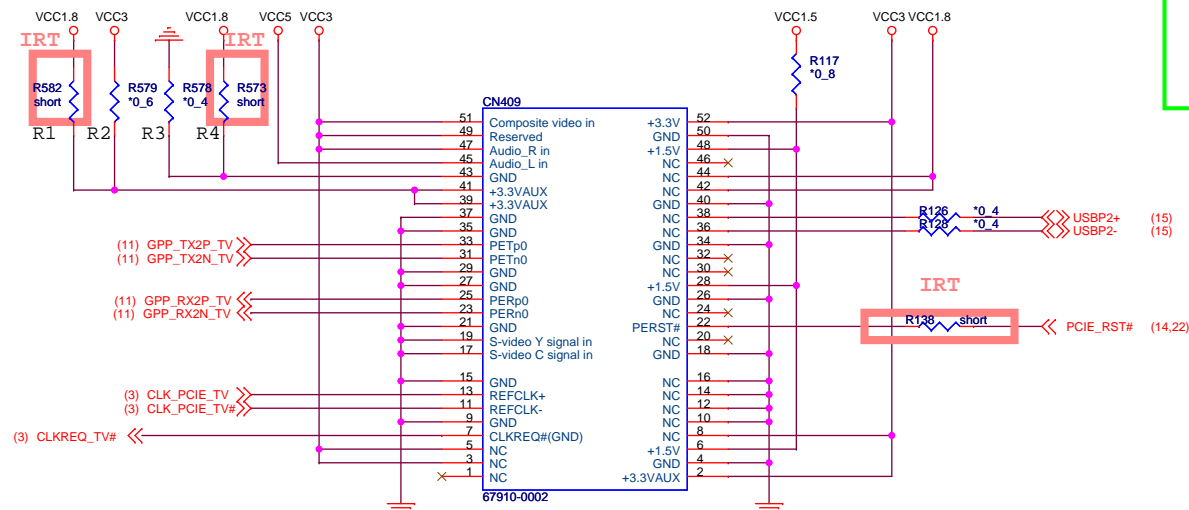 VCC1.8 VCC3 VCC1.8 VCC5 VCC3 VCC1.5 VCC3 VCC1.8
IRT IRT
R582 short
R579 *0_6
R578 *0_4
R573 short
R117 *0_8
R1 R2 R3 R4
CN409
51 Composite video in +3.3V 52
49 Reserved GND 50
47 Audio_R in +1.5V 48
45 Audio_L in NC 46
43 GND NC 44
41 +3.3VAUX NC 42
39 +3.3VAUX GND 40
37 GND NC 38 R126 *0_4 USBP2+ (15)
35 GND NC 36 R128 *0_4 USBP2- (15)
(11) GPP_TX2P_TV 33 PETp0 GND 34
(11) GPP_TX2N_TV 31 PETn0 NC 32
29 GND NC 30
27 GND +1.5V 28
IRT
(11) GPP_RX2P_TV 25 PERp0 GND 26
(11) GPP_RX2N_TV 23 PERn0 NC 24
21 GND PERST# 22 R138 short PCIE_RST# (14,22)
19 S-video Y signal in NC 20
17 S-video C signal in GND 18
15 GND NC 16
(3) CLK_PCIE_TV 13 REFCLK+ NC 14
(3) CLK_PCIE_TV# 11 REFCLK- NC 12
9 GND NC 10
(3) CLKREQ_TV# 7 CLKREQ#(GND) NC 8
5 NC +1.5V 6
3 NC GND 4
1 NC +3.3VAUX 2
67910-0002